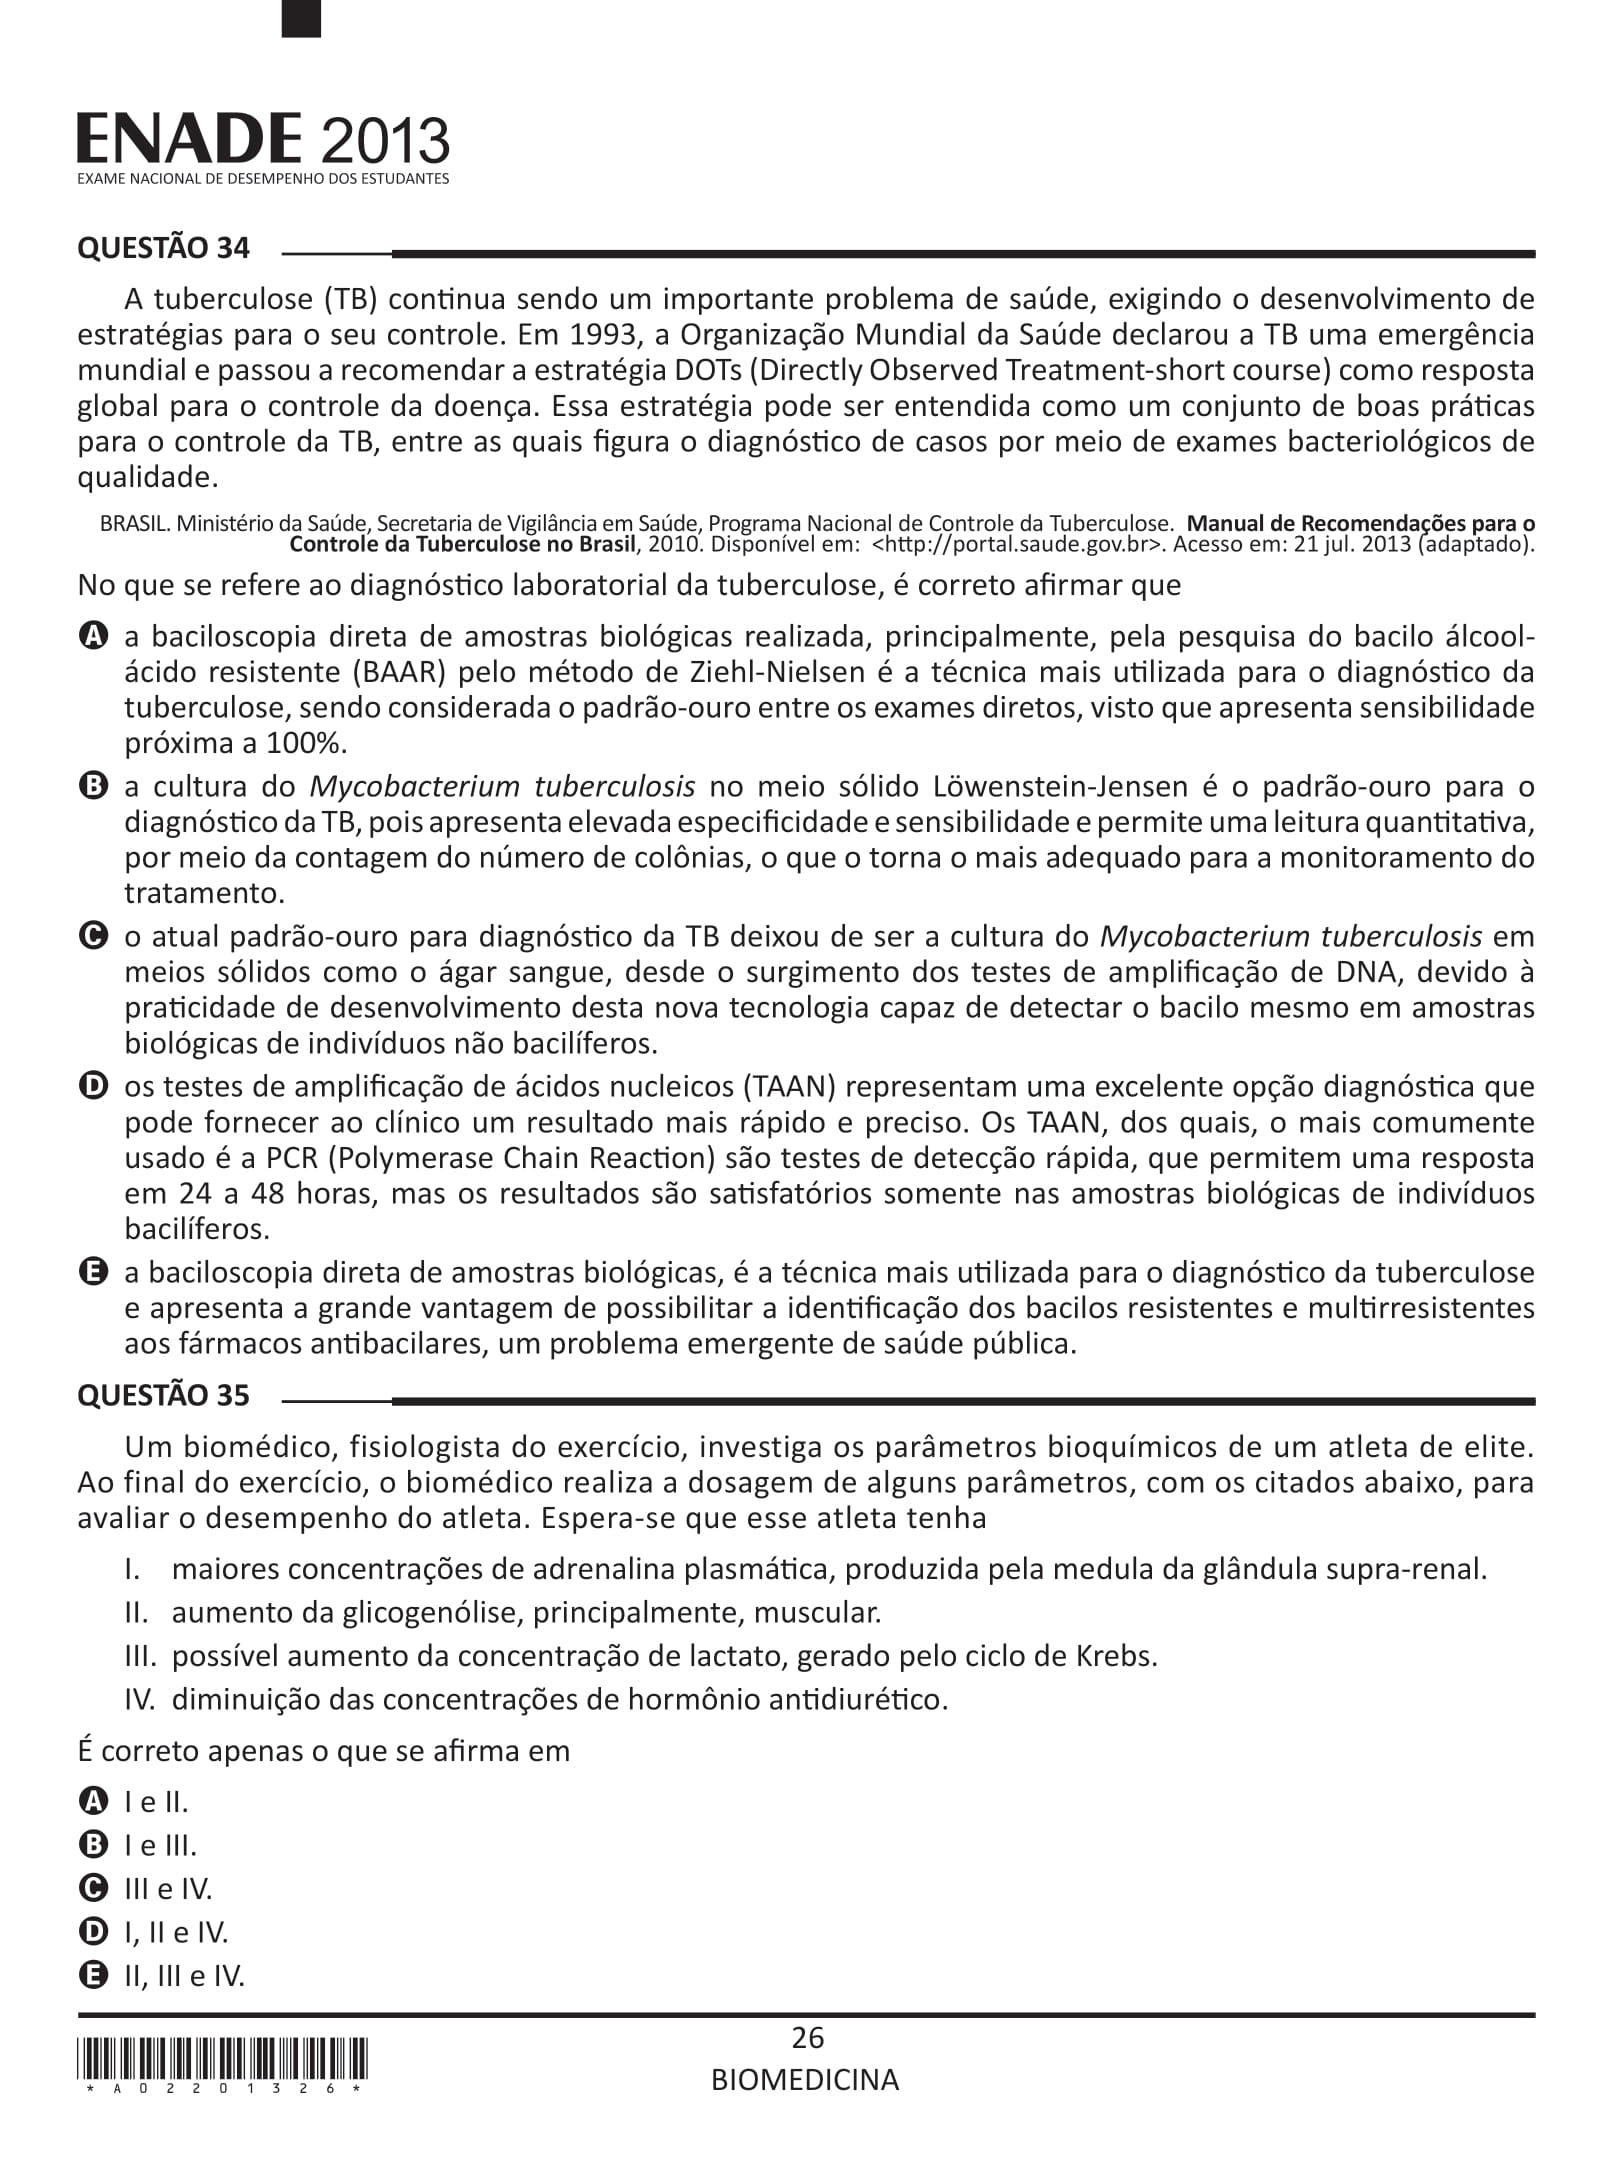 ENADE 2013
EXAME NACIONAL DE DESEMPENHO DOS ESTUDANTES
QUESTÃO 34
A tuberculose (TB) continua sendo um importante problema de saúde, exigindo o desenvolvimento de
estratégias para o seu controle. Em 1993, a Organização Mundial da Saúde declarou a TB uma emergência
mundial e passou a recomendar a estratégia DOTs (Directly Observed Treatment-short course) como resposta
global para o controle da doença. Essa estratégia pode ser entendida como um conjunto de boas práticas
para o controle da TB, entre as quais figura o diagnóstico de casos por meio de exames bacteriológicos de
qualidade.
BRASIL. Ministério da Saúde, Secretaria de Vigilância em Saúde, Programa Nacional de Controle da Tuberculose. Manual de Recomendações para o
Controle da Tuberculose no Brasil, 2010. Disponível em: <http://portal.saude.gov.br>. Acesso em: 21 jul. 2013 (adaptado).
No que se refere ao diagnóstico laboratorial da tuberculose, é correto afirmar que
A a baciloscopia direta de amostras biológicas realizada, principalmente, pela pesquisa do bacilo álcool-
ácido resistente (BAAR) pelo método de Ziehl-Nielsen é a técnica mais utilizada para o diagnóstico da
tuberculose, sendo considerada o padrão-ouro entre os exames diretos, visto que apresenta sensibilidade
próxima a 100%.
B a cultura do Mycobacterium tuberculosis no meio sólido Löwenstein-Jensen é o padrão-ouro para o
diagnóstico da TB, pois apresenta elevada especificidade e sensibilidade e permite uma leitura quantitativa,
por meio da contagem do número de colônias, o que o torna o mais adequado para a monitoramento do
tratamento.
C o atual padrão-ouro para diagnóstico da TB deixou de ser a cultura do Mycobacterium tuberculosis em
meios sólidos como o ágar sangue, desde o surgimento dos testes de amplificação de DNA, devido à
praticidade de desenvolvimento desta nova tecnologia capaz de detectar o bacilo mesmo em amostras
biológicas de indivíduos não bacilíferos.
D os testes de amplificação de ácidos nucleicos (TAAN) representam uma excelente opção diagnóstica que
pode fornecer ao clínico um resultado mais rápido e preciso. Os TAAN, dos quais, o mais comumente
usado é a PCR (Polymerase Chain Reaction) são testes de detecção rápida, que permitem uma resposta
em 24 a 48 horas, mas os resultados são satisfatórios somente nas amostras biológicas de indivíduos
bacilíferos.
E a baciloscopia direta de amostras biológicas, é a técnica mais utilizada para o diagnóstico da tuberculose
e apresenta a grande vantagem de possibilitar a identificação dos bacilos resistentes e multirresistentes
aos fármacos antibacilares, um problema emergente de saúde pública.
QUESTÃO 35
Um biomédico, fisiologista do exercício, investiga os parâmetros bioquímicos de um atleta de elite.
Ao final do exercício, o biomédico realiza a dosagem de alguns parâmetros, com os citados abaixo, para
avaliar o desempenho do atleta. Espera-se que esse atleta tenha
I. maiores concentrações de adrenalina plasmática, produzida pela medula da glândula supra-renal.
II. aumento da glicogenólise, principalmente, muscular.
III. possível aumento da concentração de lactato, gerado pelo ciclo de Krebs.
IV. diminuição das concentrações de hormônio antidiurético.
É correto apenas o que se afirma em
A I e II.
B I e III.
C III e IV.
D I, II e IV.
E II, III e IV.
26
BIOMEDICINA
*A02201326*